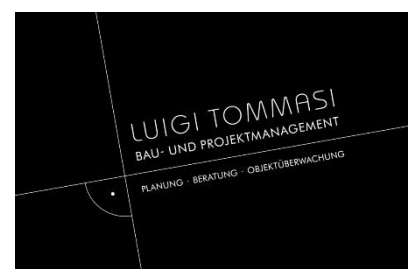 LUIGI TOMMASI
BAU- UND PROJEKTMANAGEMENT
PLANUNG · BERATUNG · OBJEKTÜBERWACHUNG